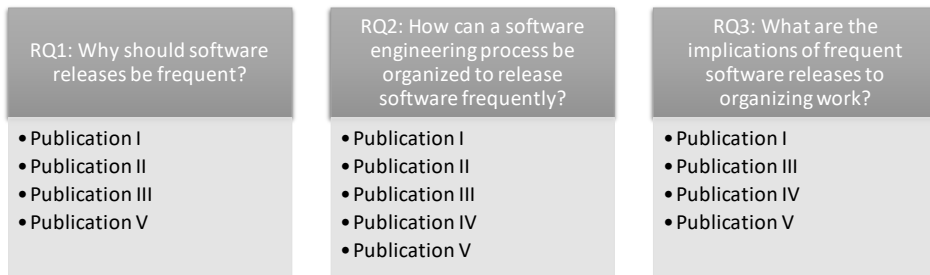 RQ1: Why should software
releases be frequent?
• Publication I
• Publication II
• Publication III
• Publication V
RQ2: How can a software
engineering process be
organized to release
software frequently?
• Publication I
• Publication II
• Publication III
• Publication IV
• Publication V
RQ3: What are the
implications of frequent
software releases to
organizing work?
• Publication I
• Publication III
• Publication IV
• Publication V